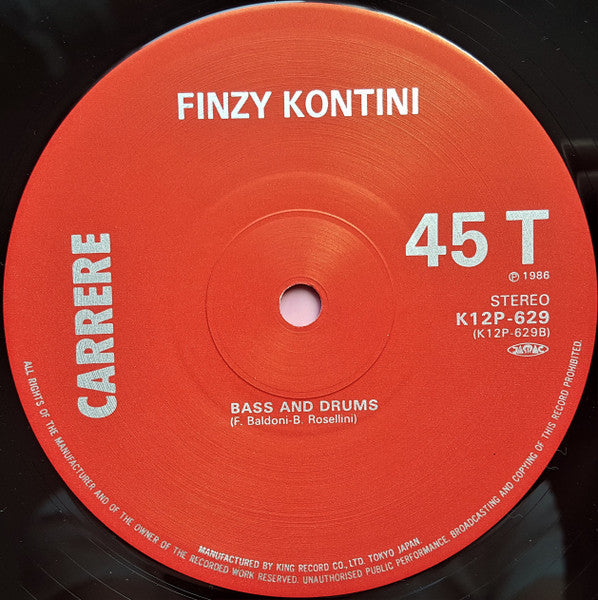 FINZY KONTINI
CARRERE
45 T
℗ 1986
STEREO
K12P-629
(K12P-629B)
JASRAC
BASS AND DRUMS
(F. Baldoni-B. Rosellini)
ALL RIGHTS OF THE MANUFACTURER AND OF THE OWNER OF THE RECORDED WORK RESERVED. UNAUTHORISED PUBLIC PERFORMANCE, BROADCASTING AND COPYING OF THIS RECORD PROHIBITED.
MANUFACTURED BY KING RECORD CO., LTD. TOKYO JAPAN.